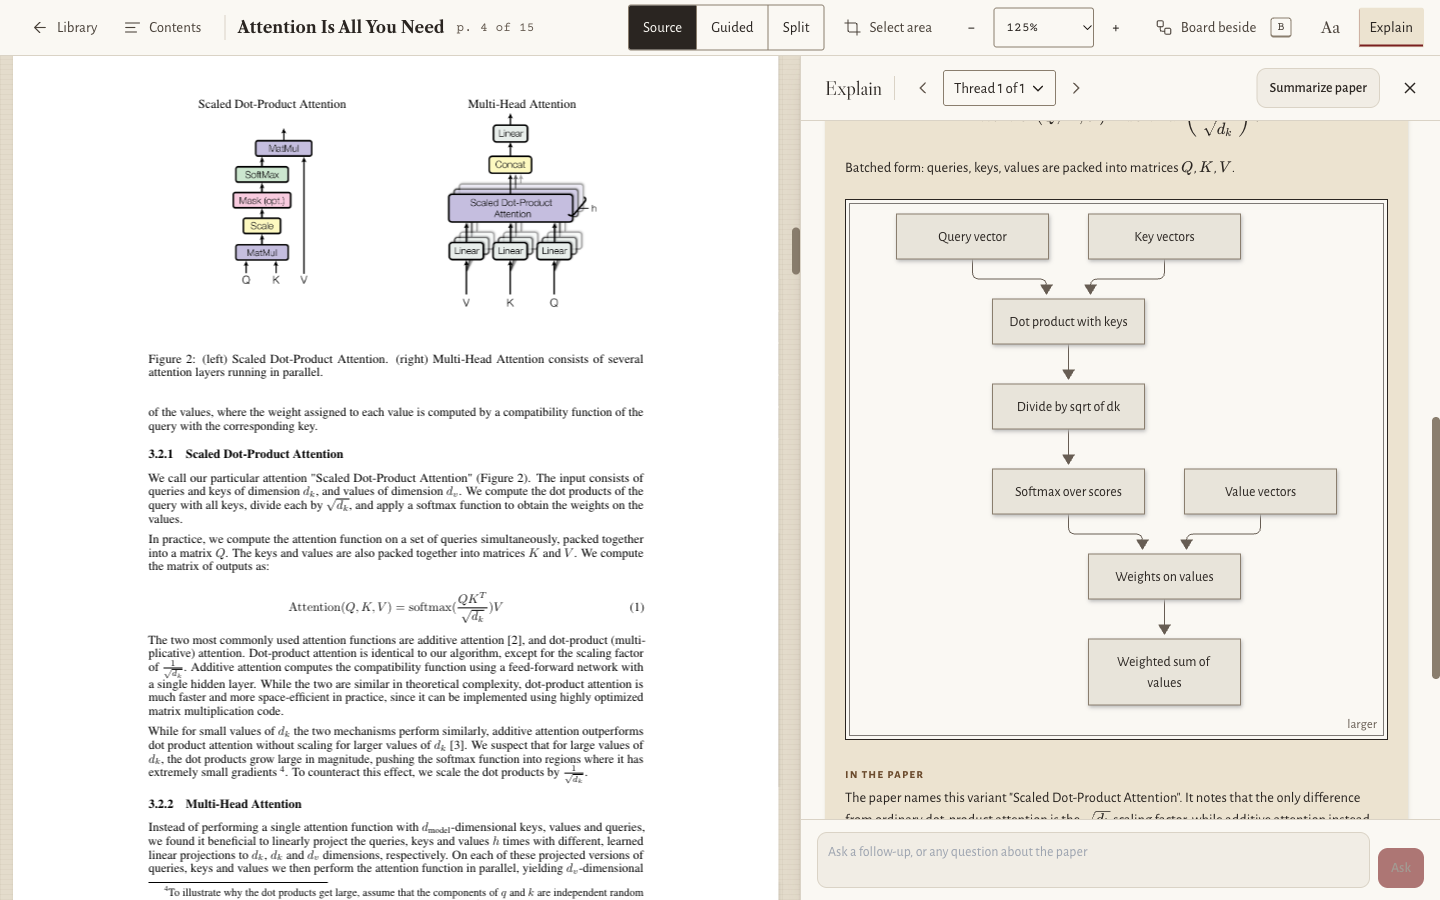 Library
Contents
Attention Is All You Need
p. 4 of 15
Source
Guided
Split
Select area
−
125%
+
Board beside
B
Aa
Explain
Scaled Dot-Product Attention
MatMul
SoftMax
Mask (opt.)
Scale
MatMul
Q K V
Multi-Head Attention
Linear
Concat
Scaled Dot-Product
Attention
h
Linear Linear Linear
V K Q
Figure 2: (left) Scaled Dot-Product Attention. (right) Multi-Head Attention consists of several
attention layers running in parallel.
of the values, where the weight assigned to each value is computed by a compatibility function of the
query with the corresponding key.
3.2.1 Scaled Dot-Product Attention
We call our particular attention "Scaled Dot-Product Attention" (Figure 2). The input consists of
queries and keys of dimension dk, and values of dimension dv. We compute the dot products of the
query with all keys, divide each by √dk, and apply a softmax function to obtain the weights on the
values.
In practice, we compute the attention function on a set of queries simultaneously, packed together
into a matrix Q. The keys and values are also packed together into matrices K and V. We compute
the matrix of outputs as:
Attention(Q, K, V) = softmax(QK^T/√dk)V (1)
The two most commonly used attention functions are additive attention [2], and dot-product (multi-
plicative) attention. Dot-product attention is identical to our algorithm, except for the scaling factor
of 1/√dk. Additive attention computes the compatibility function using a feed-forward network with
a single hidden layer. While the two are similar in theoretical complexity, dot-product attention is
much faster and more space-efficient in practice, since it can be implemented using highly optimized
matrix multiplication code.
While for small values of dk the two mechanisms perform similarly, additive attention outperforms
dot product attention without scaling for larger values of dk [3]. We suspect that for large values of
dk, the dot products grow large in magnitude, pushing the softmax function into regions where it has
extremely small gradients 4. To counteract this effect, we scale the dot products by 1/√dk.
3.2.2 Multi-Head Attention
Instead of performing a single attention function with dmodel-dimensional keys, values and queries,
we found it beneficial to linearly project the queries, keys and values h times with different, learned
linear projections to dk, dk and dv dimensions, respectively. On each of these projected versions of
queries, keys and values we then perform the attention function in parallel, yielding dv-dimensional
4To illustrate why the dot products get large, assume that the components of q and k are independent random
Explain
Thread 1 of 1
Summarize paper
√dk
Batched form: queries, keys, values are packed into matrices Q, K, V.
Query vector
Key vectors
Dot product with keys
Divide by sqrt of dk
Softmax over scores
Value vectors
Weights on values
Weighted sum of
values
larger
IN THE PAPER
The paper names this variant "Scaled Dot-Product Attention". It notes that the only difference
from ordinary dot-product attention is the √dk scaling factor, while additive attention instead
Ask a follow-up, or any question about the paper
Ask